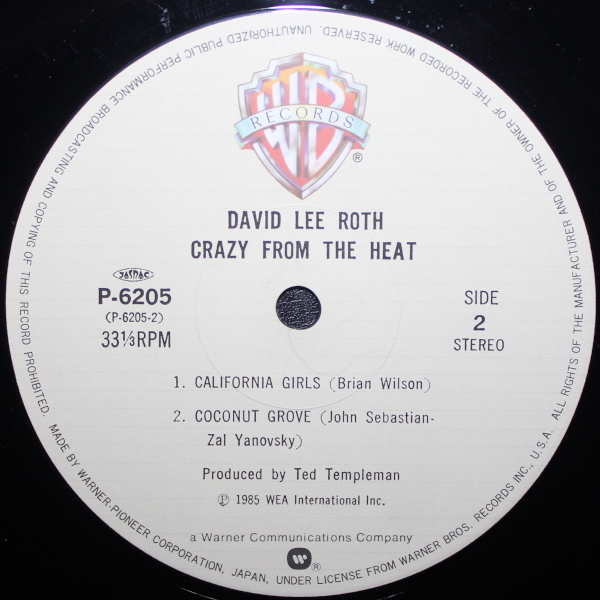 WB
RECORDS
®
DAVID LEE ROTH
CRAZY FROM THE HEAT
JASRAC
P-6205
(P-6205-2)
33⅓RPM
SIDE
2
STEREO
1. CALIFORNIA GIRLS (Brian Wilson)
2. COCONUT GROVE (John Sebastian-
Zal Yanovsky)
Produced by Ted Templeman
Ⓟ 1985 WEA International Inc.
a Warner Communications Company
®
MADE BY WARNER-PIONEER CORPORATION, JAPAN, UNDER LICENSE FROM WARNER BROS. RECORDS INC., U.S.A. ALL RIGHTS OF THE MANUFACTURER AND OF THE OWNER OF THE RECORDED WORK RESERVED. UNAUTHORIZED PUBLIC PERFORMANCE BROADCASTING AND COPYING OF THIS RECORD PROHIBITED.